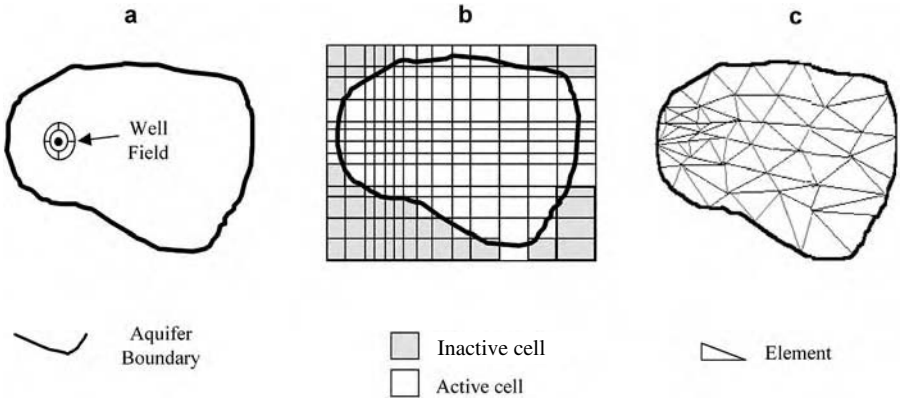 a
b
c
Well
Field
Aquifer
Boundary
Inactive cell
Active cell
Element